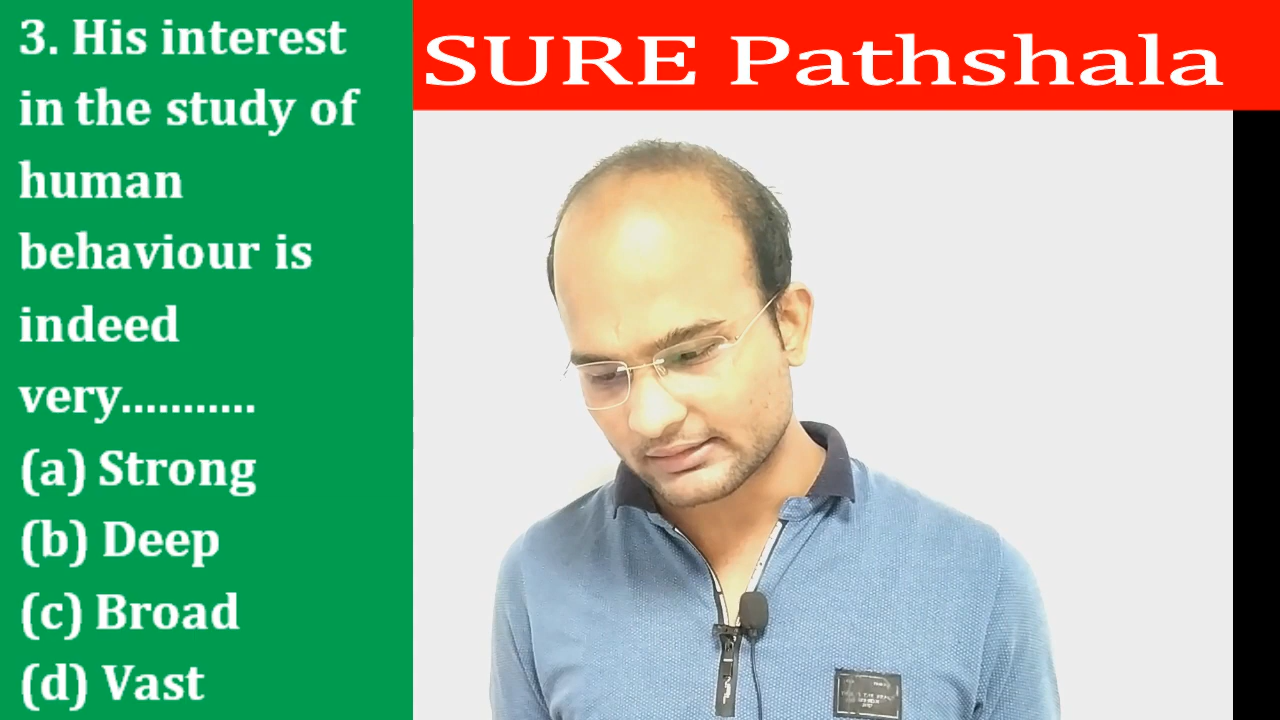 3. His interest
in the study of
human
behaviour is
indeed
very...........
(a) Strong
(b) Deep
(c) Broad
(d) Vast
SURE Pathshala